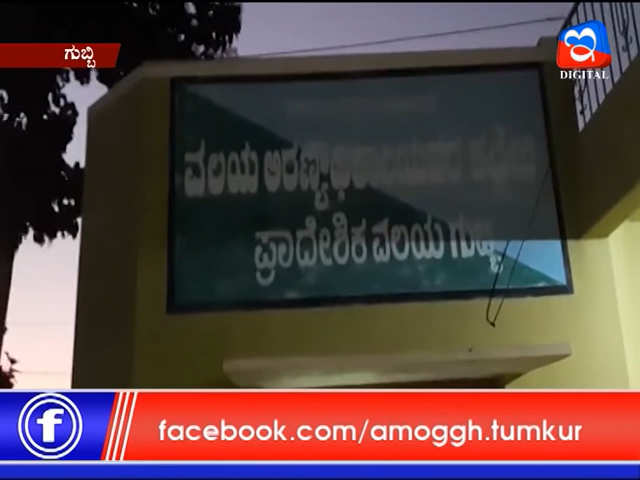 ಗುಬ್ಬಿ
DIGITAL
ವಲಯ ಅರಣ್ಯಾಧಿಕಾರಿಯವರ ಕಛೇರಿ
ಪ್ರಾದೇಶಿಕ ವಲಯ ಗುಬ್ಬಿ
facebook.com/amoggh.tumkur